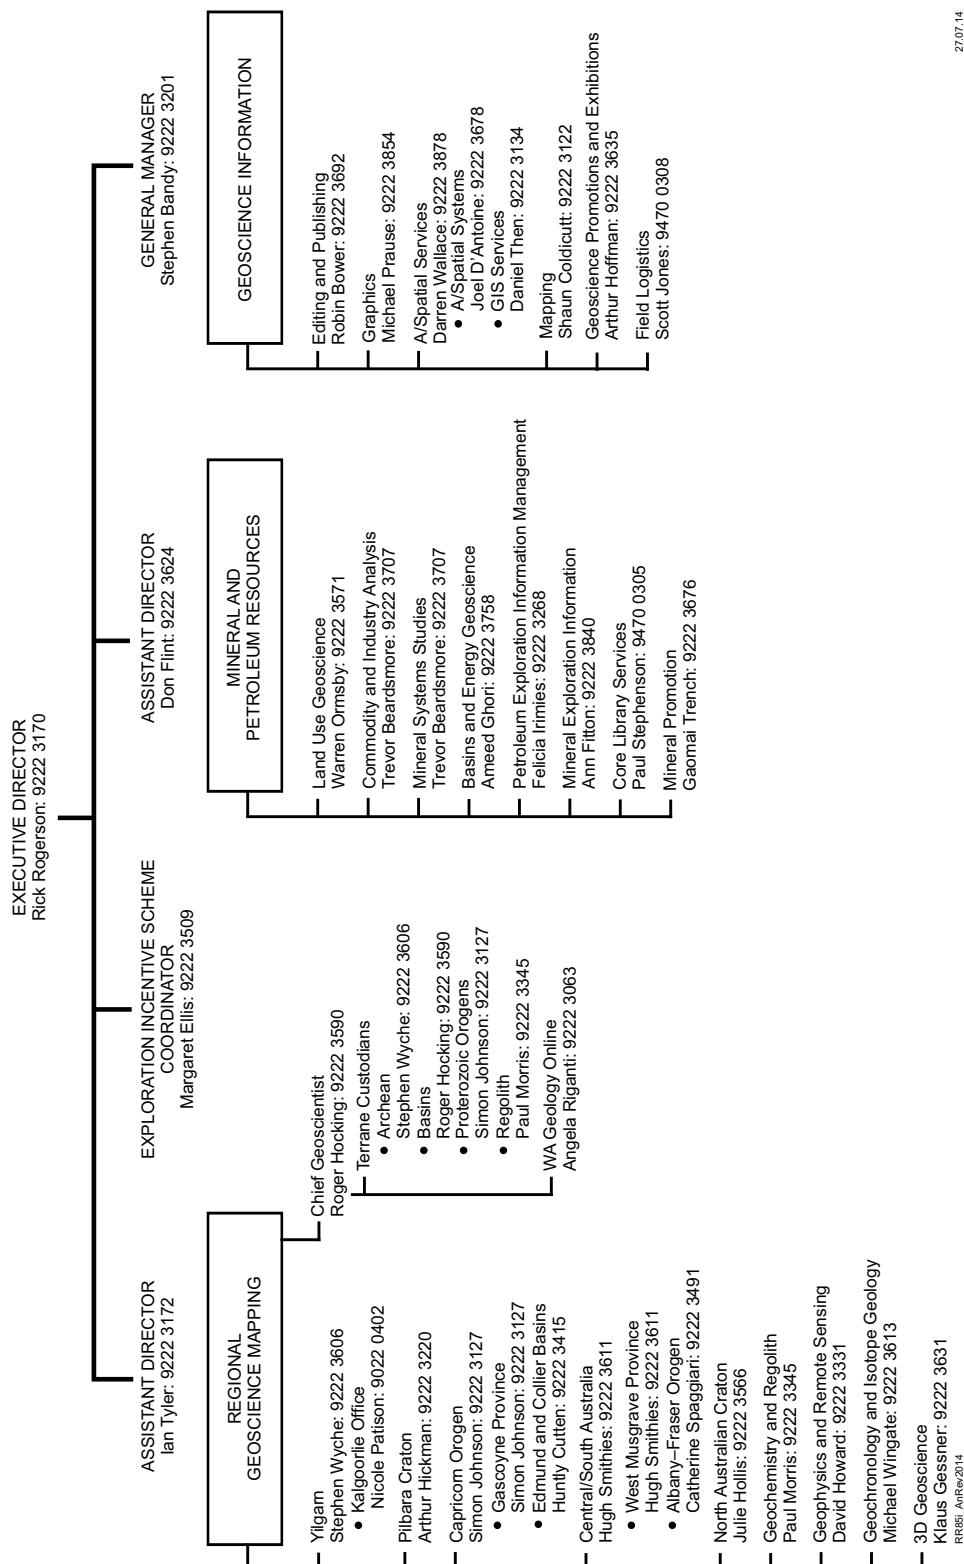 EXECUTIVE DIRECTOR
Rick Rogerson: 9222 3170
ASSISTANT DIRECTOR
Ian Tyler: 9222 3172
EXPLORATION INCENTIVE SCHEME
COORDINATOR
Margaret Ellis: 9222 3509
ASSISTANT DIRECTOR
Don Flint: 9222 3624
GENERAL MANAGER
Stephen Bandy: 9222 3201
REGIONAL
GEOSCIENCE MAPPING
Yilgarn
Stephen Wyche: 9222 3606
• Kalgoorlie Office
Nicole Patison: 9022 0402
Pilbara Craton
Arthur Hickman: 9222 3220
Capricorn Orogen
Simon Johnson: 9222 3127
• Gascoyne Province
Simon Johnson: 9222 3127
• Edmund and Collier Basins
Huntly Cutten: 9222 3415
Central/South Australia
Hugh Smithies: 9222 3611
• West Musgrave Province
Hugh Smithies: 9222 3611
• Albany–Fraser Orogen
Catherine Spaggiari: 9222 3491
North Australian Craton
Julie Hollis: 9222 3566
Geochemistry and Regolith
Paul Morris: 9222 3345
Geophysics and Remote Sensing
David Howard: 9222 3331
Geochronology and Isotope Geology
Michael Wingate: 9222 3613
3D Geoscience
Klaus Gessner: 9222 3631
Chief Geoscientist
Roger Hocking: 9222 3590
Terrane Custodians
• Archean
Stephen Wyche: 9222 3606
• Basins
Roger Hocking: 9222 3590
• Proterozoic Orogens
Simon Johnson: 9222 3127
• Regolith
Paul Morris: 9222 3345
WA Geology Online
Angela Riganti: 9222 3063
MINERAL AND
PETROLEUM RESOURCES
Land Use Geoscience
Warren Ormsby: 9222 3571
Commodity and Industry Analysis
Trevor Beardsmore: 9222 3707
Mineral Systems Studies
Trevor Beardsmore: 9222 3707
Basins and Energy Geoscience
Ameed Ghori: 9222 3758
Petroleum Exploration Information Management
Felicia Irimies: 9222 3268
Mineral Exploration Information
Ann Fitton: 9222 3840
Core Library Services
Paul Stephenson: 9470 0305
Mineral Promotion
Gaomai Trench: 9222 3676
GEOSCIENCE INFORMATION
Editing and Publishing
Robin Bower: 9222 3692
Graphics
Michael Prause: 9222 3854
A/Spatial Services
Darren Wallace: 9222 3878
• A/Spatial Systems
Joel D'Antoine: 9222 3678
• GIS Services
Daniel Then: 9222 3134
Mapping
Shaun Coldicutt: 9222 3122
Geoscience Promotions and Exhibitions
Arthur Hoffman: 9222 3635
Field Logistics
Scott Jones: 9470 0308
RR85i_AnRev2014
27.07.14